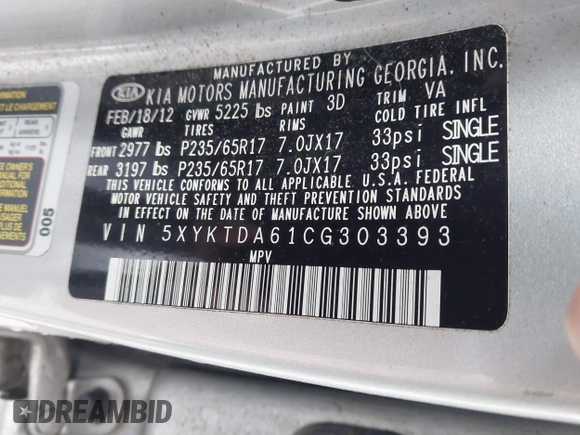 MANUFACTURED BY
KIA KIA MOTORS MANUFACTURING GEORGIA, INC.
FEB/18/12 GVWR 5225 lbs PAINT 3D TRIM VA
GAWR TIRES RIMS COLD TIRE INFL
FRONT 2977 lbs P235/65R17 7.0JX17 33psi SINGLE
REAR 3197 lbs P235/65R17 7.0JX17 33psi SINGLE
THIS VEHICLE CONFORMS TO ALL APPLICABLE U.S.A. FEDERAL
MOTOR VEHICLE SAFETY AND THEFT PREVENTION STANDARDS
IN EFFECT ON THE DATE OF MANUFACTURE SHOWN ABOVE.
VIN 5XYKTDA61CG303393
MPV
LE CHARGEMENT
OWNER'S
005
DREAMBID